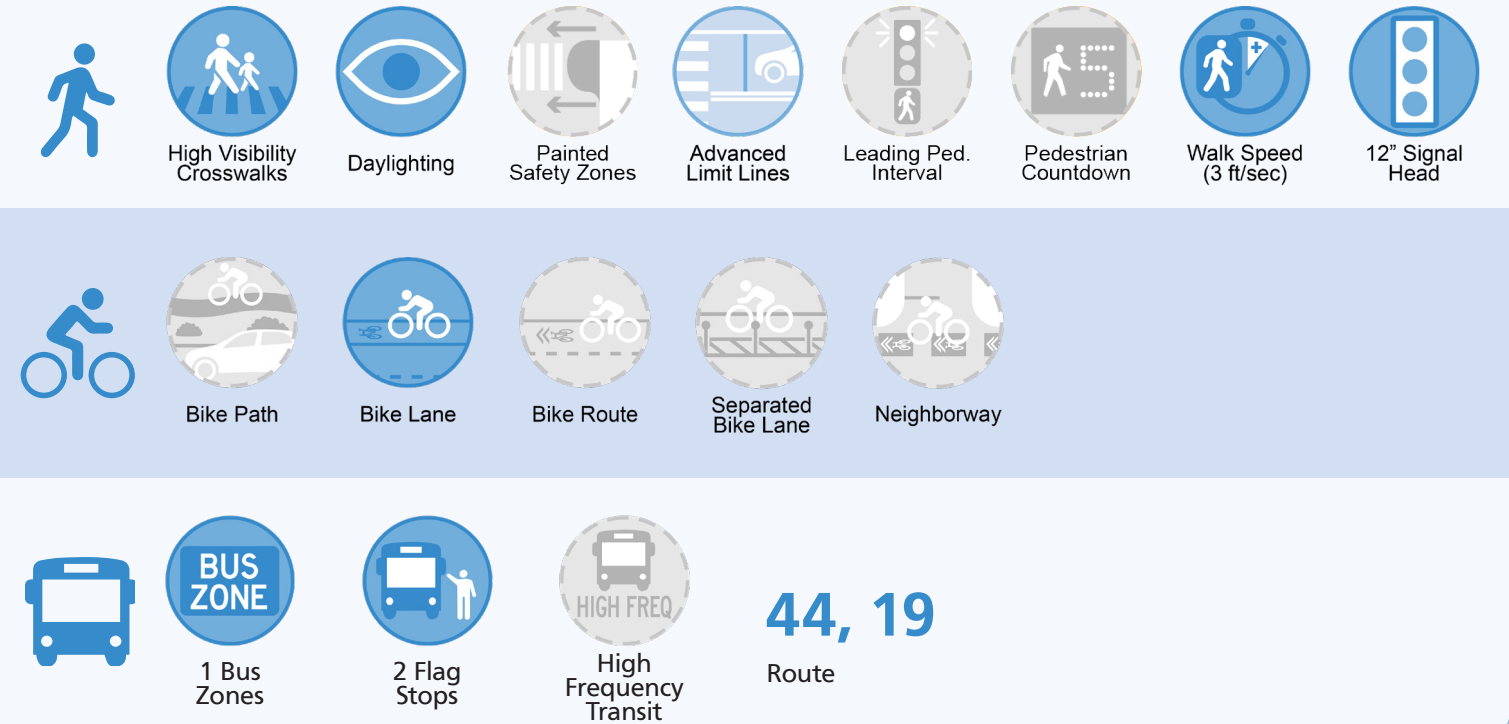 High Visibility
Crosswalks
Daylighting
Painted
Safety Zones
Advanced
Limit Lines
Leading Ped.
Interval
5
Pedestrian
Countdown
Walk Speed
(3 ft/sec)
12” Signal
Head
Bike Path
Bike Lane
Bike Route
Separated
Bike Lane
Neighborway
BUS
ZONE
1 Bus
Zones
2 Flag
Stops
HIGH FREQ
High
Frequency
Transit
44, 19
Route